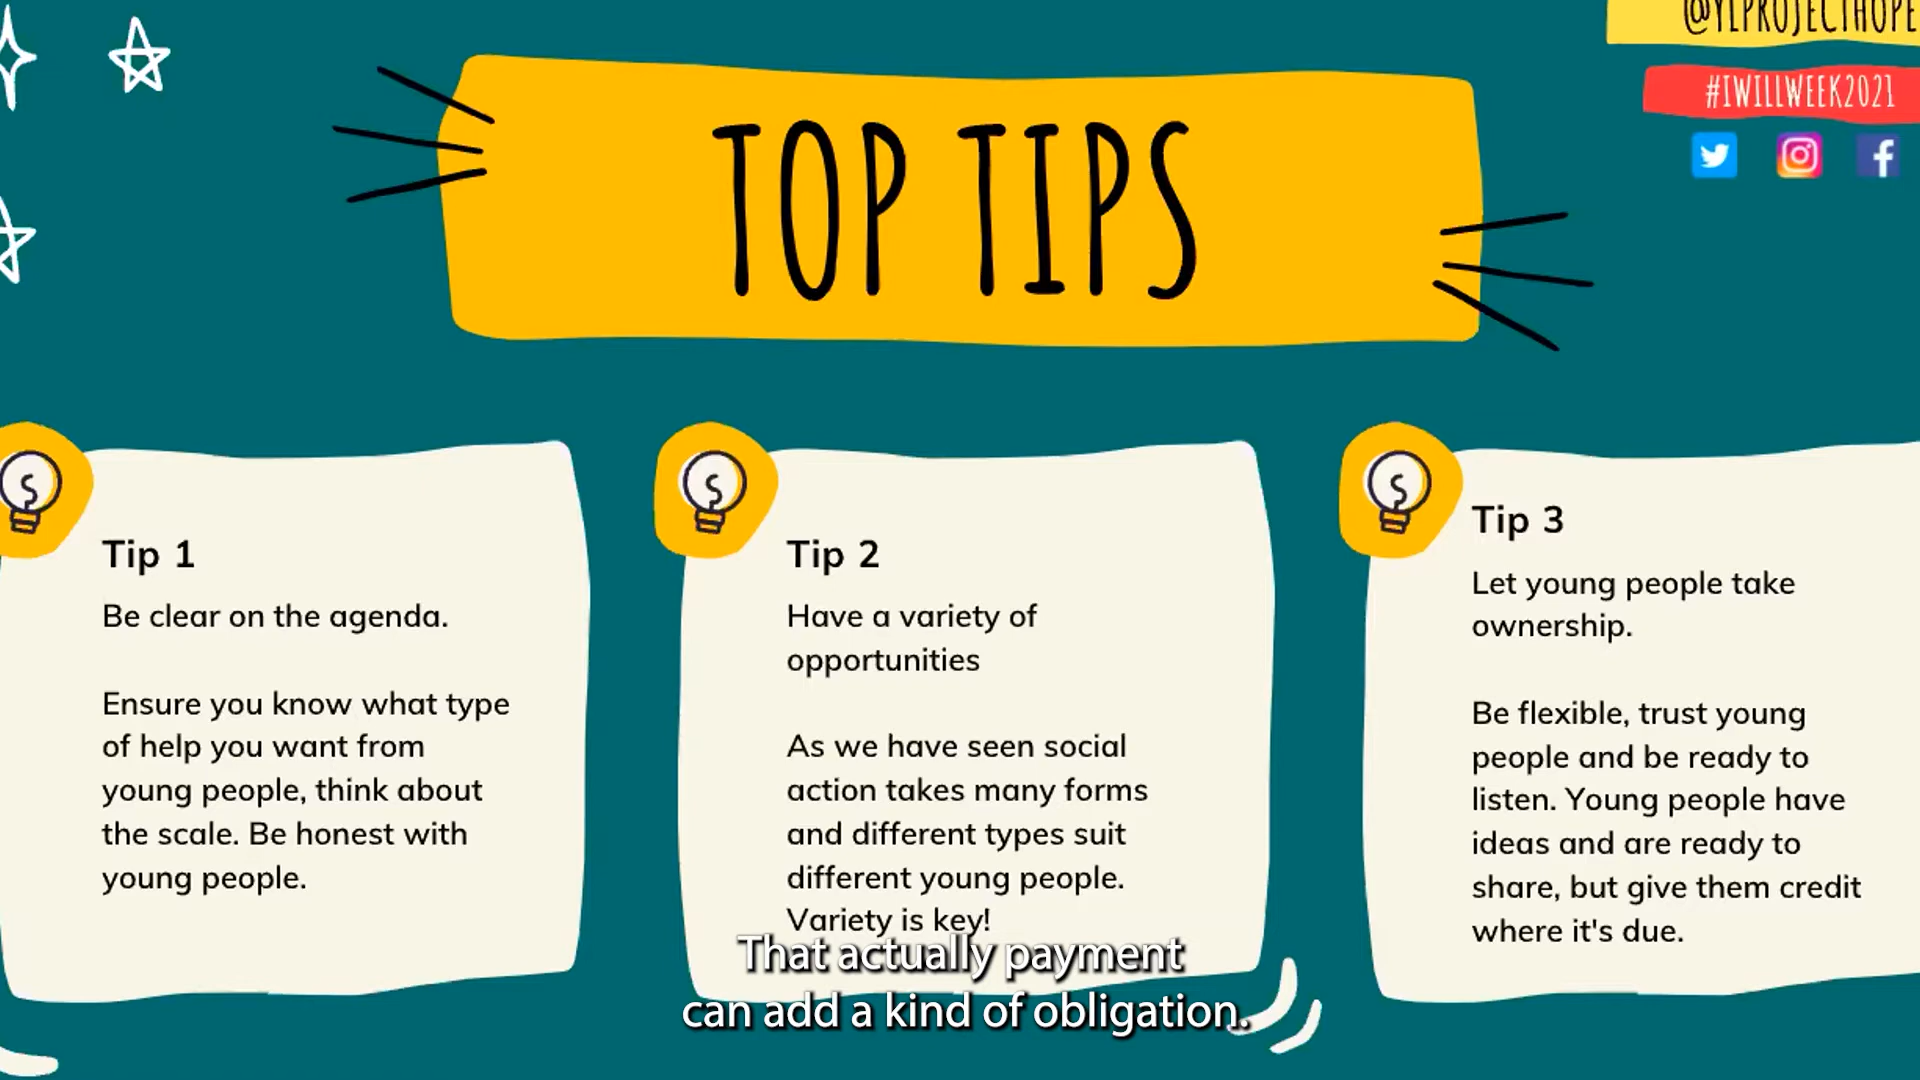 @YLPROJECTHOPE
#IWILLWEEK2021
TOP TIPS
Tip 1
Be clear on the agenda.
Ensure you know what type
of help you want from
young people, think about
the scale. Be honest with
young people.
Tip 2
Have a variety of
opportunities
As we have seen social
action takes many forms
and different types suit
different young people.
Variety is key!
Tip 3
Let young people take
ownership.
Be flexible, trust young
people and be ready to
listen. Young people have
ideas and are ready to
share, but give them credit
where it's due.
That actually payment
can add a kind of obligation.